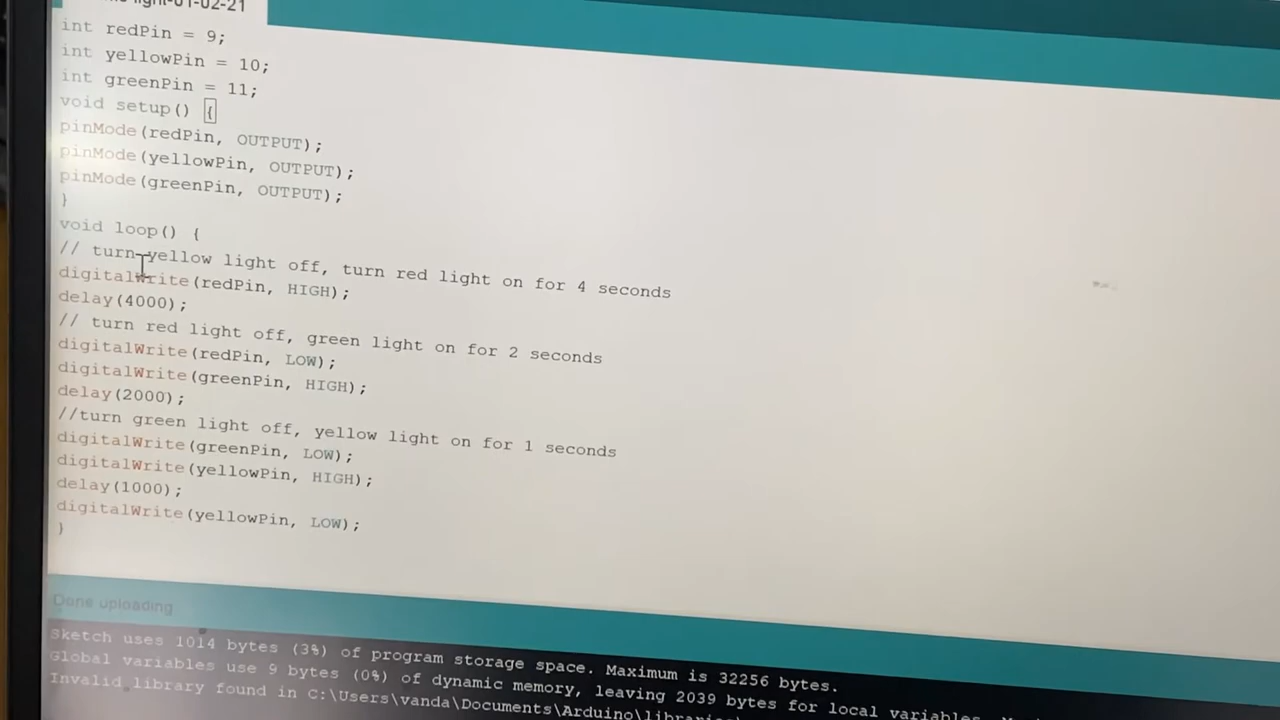 light-01-02-21
int redPin = 9;
int yellowPin = 10;
int greenPin = 11;
void setup() {
pinMode(redPin, OUTPUT);
pinMode(yellowPin, OUTPUT);
pinMode(greenPin, OUTPUT);
}
void loop() {
// turn yellow light off, turn red light on for 4 seconds
digitalWrite(redPin, HIGH);
delay(4000);
// turn red light off, green light on for 2 seconds
digitalWrite(redPin, LOW);
digitalWrite(greenPin, HIGH);
delay(2000);
//turn green light off, yellow light on for 1 seconds
digitalWrite(greenPin, LOW);
digitalWrite(yellowPin, HIGH);
delay(1000);
digitalWrite(yellowPin, LOW);
}
Done uploading
Sketch uses 1014 bytes (3%) of program storage space. Maximum is 32256 bytes.
Global variables use 9 bytes (0%) of dynamic memory, leaving 2039 bytes for local variables.
Invalid library found in C:\Users\vanda\Documents\Arduino\libraries